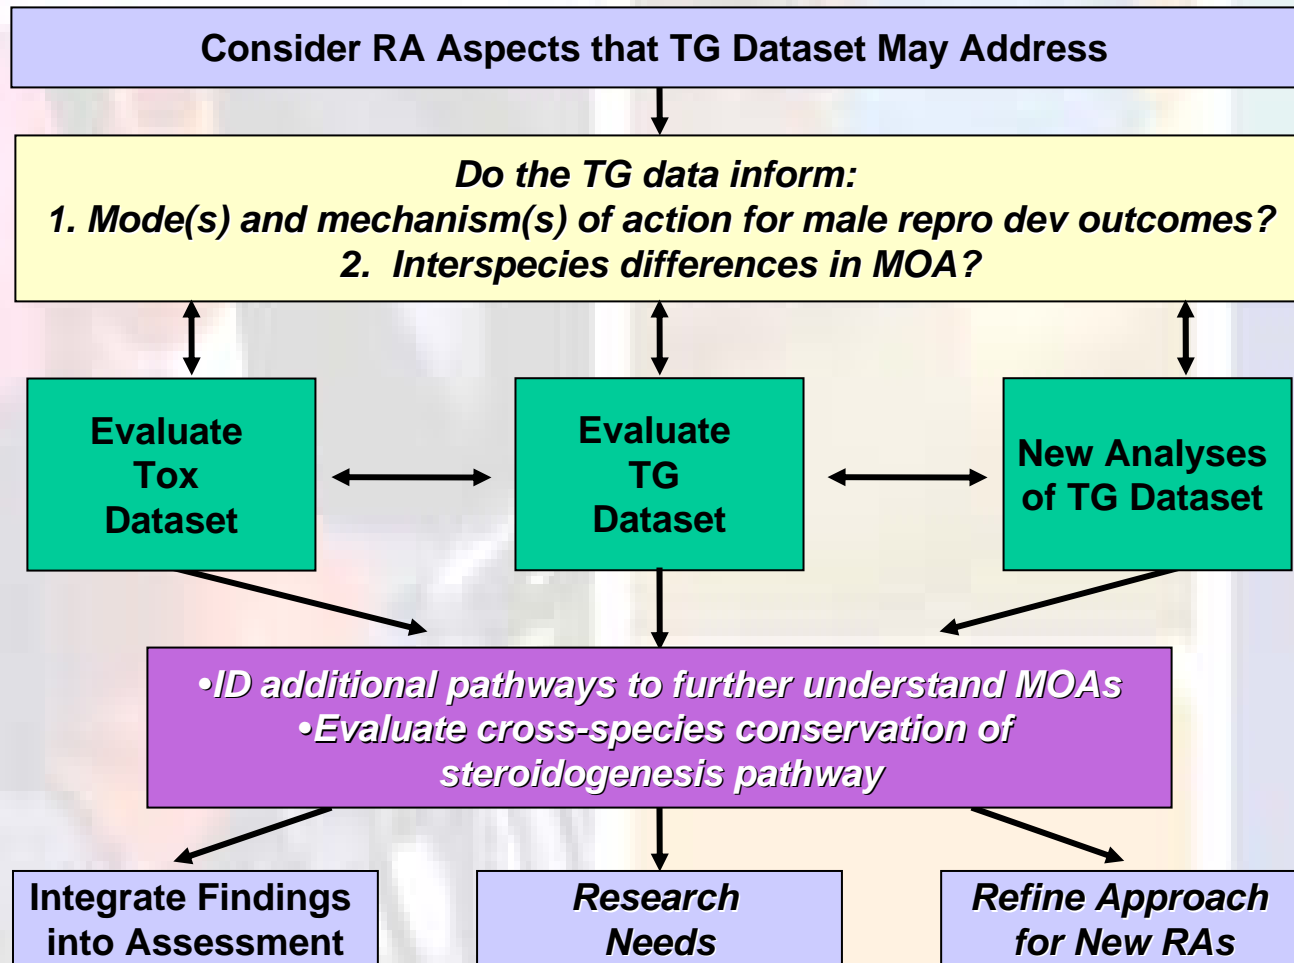 Consider RA Aspects that TG Dataset May Address
Do the TG data inform:
1. Mode(s) and mechanism(s) of action for male repro dev outcomes?
2. Interspecies differences in MOA?
Evaluate
Tox
Dataset
Evaluate
TG
Dataset
New Analyses
of TG Dataset
•ID additional pathways to further understand MOAs
•Evaluate cross-species conservation of
steroidogenesis pathway
Integrate Findings
into Assessment
Research
Needs
Refine Approach
for New RAs